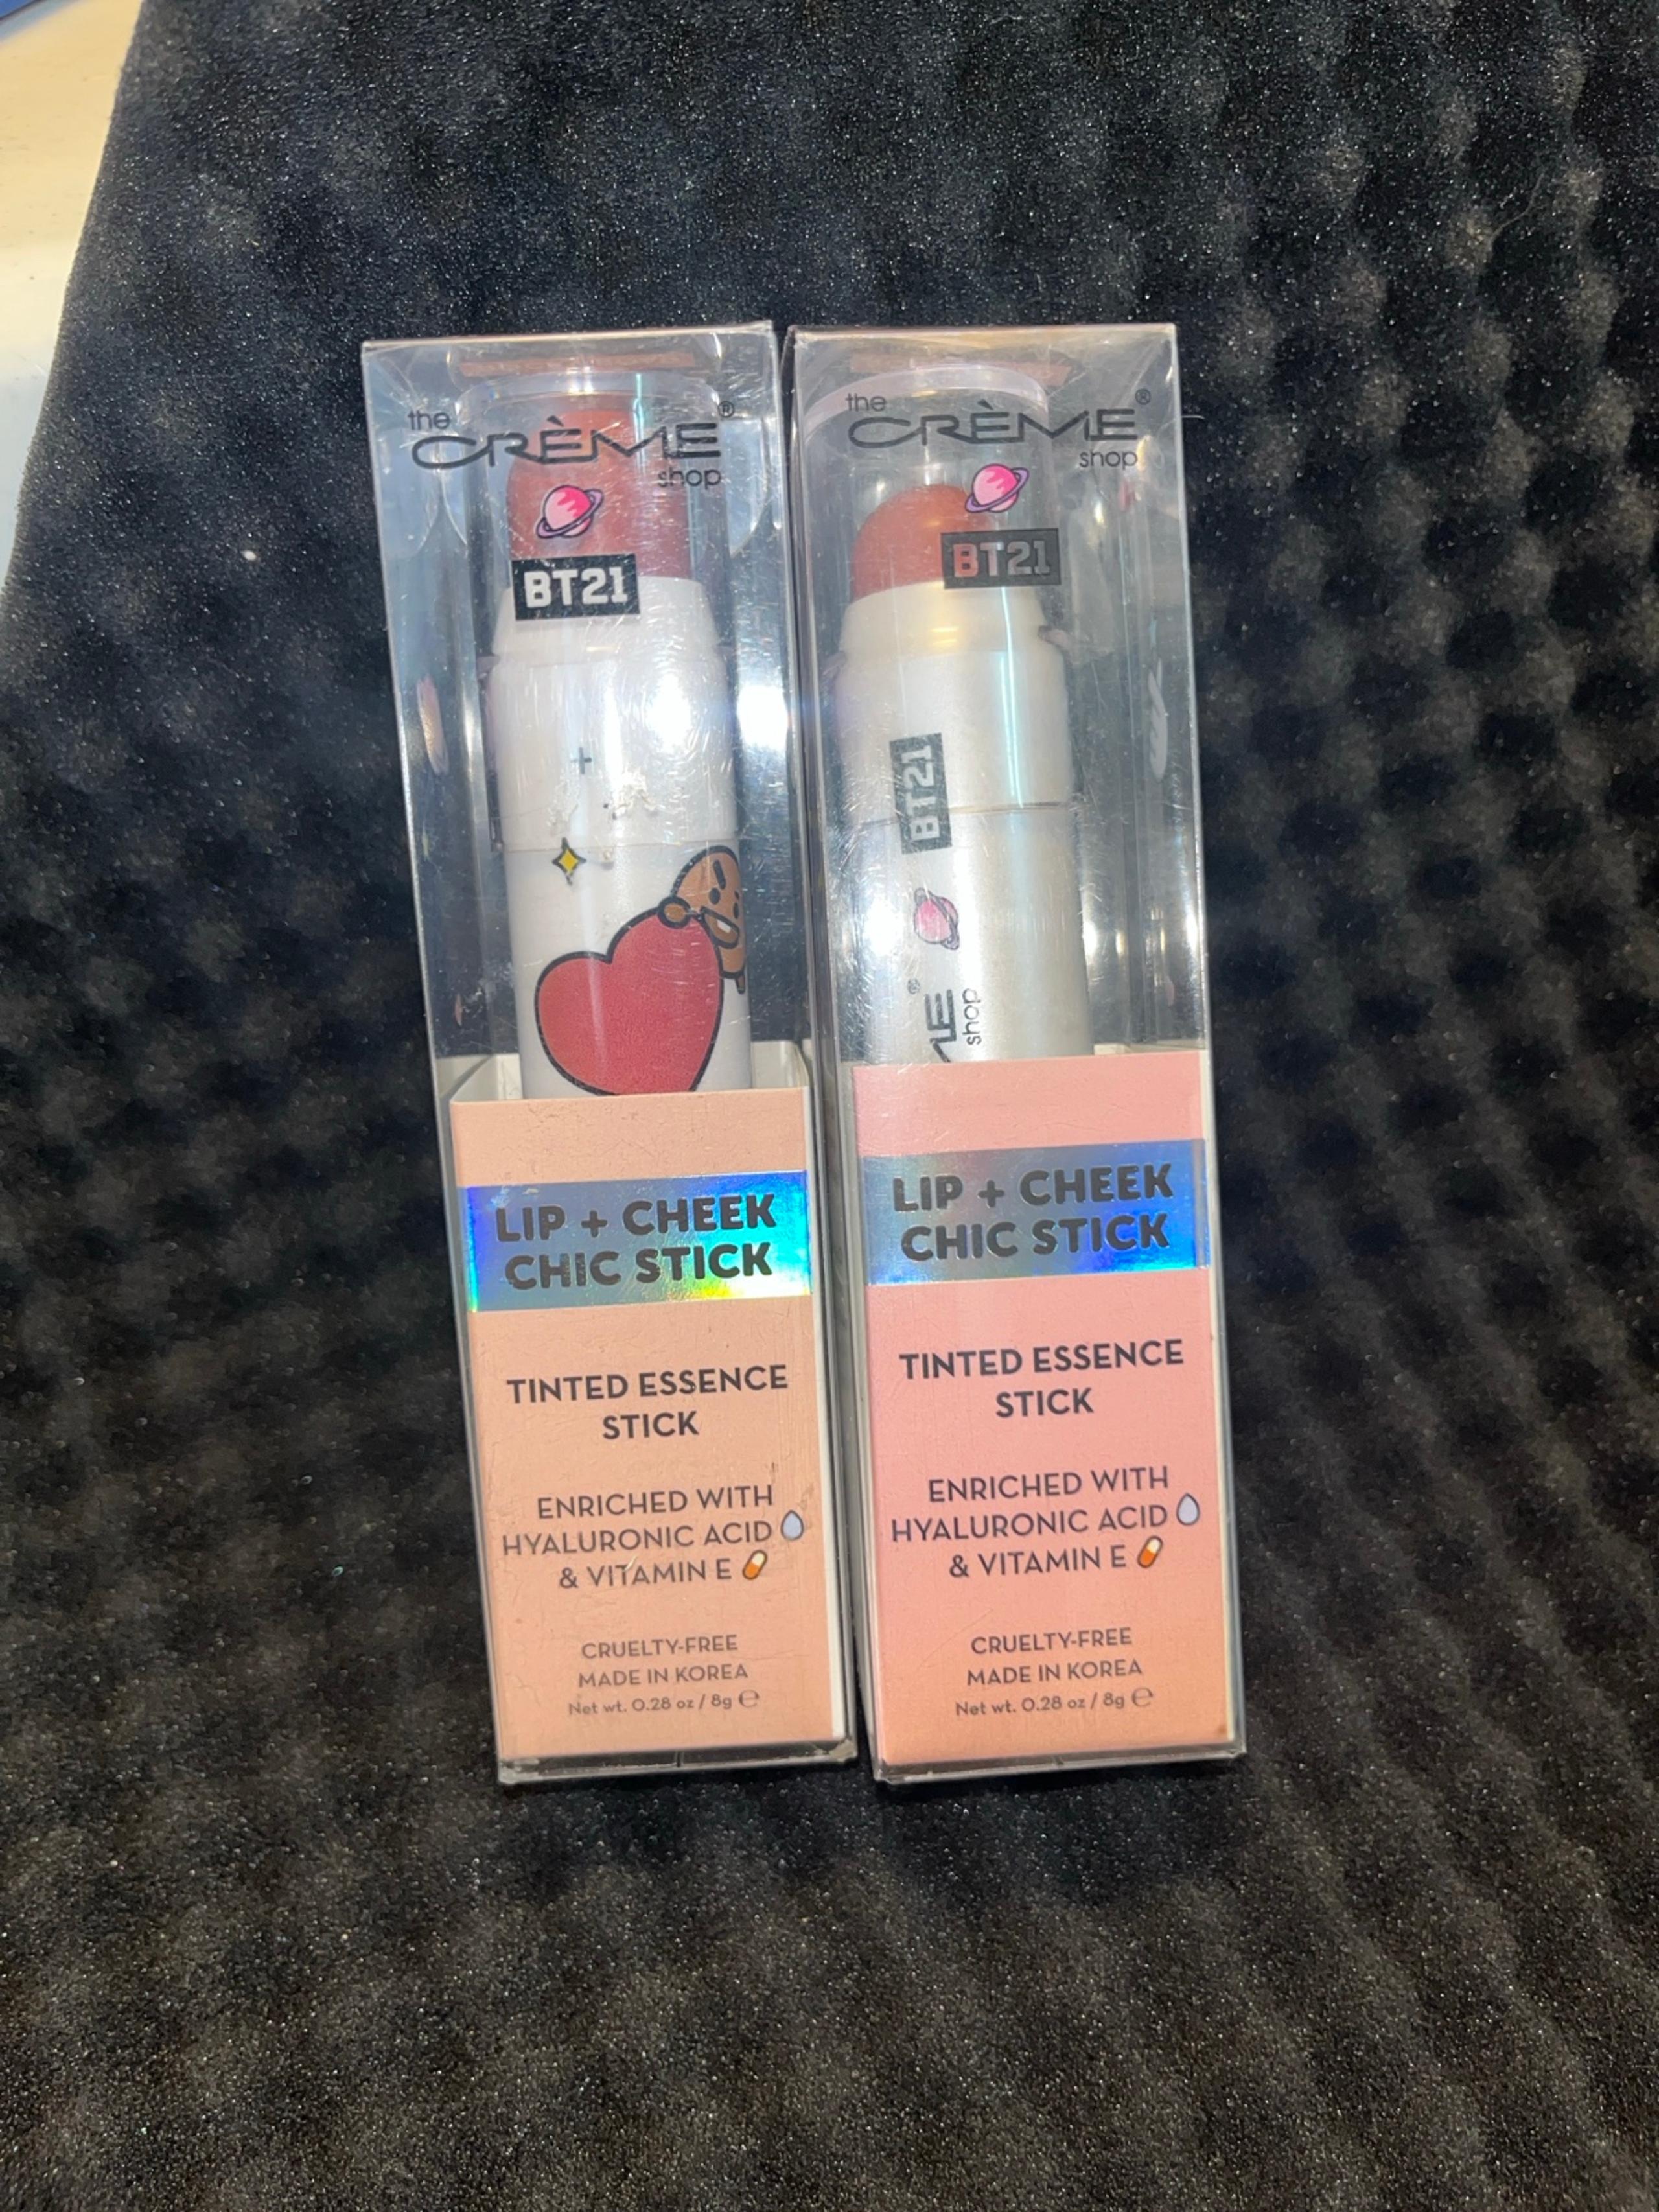 the
CRÈME®
shop
BT21
LIP + CHEEK
CHIC STICK
TINTED ESSENCE
STICK
ENRICHED WITH
HYALURONIC ACID
& VITAMIN E
CRUELTY-FREE
MADE IN KOREA
Net wt. 0.28 oz / 8g ℮
the
CRÈME®
shop
BT21
BT21
ME®
shop
LIP + CHEEK
CHIC STICK
TINTED ESSENCE
STICK
ENRICHED WITH
HYALURONIC ACID
& VITAMIN E
CRUELTY-FREE
MADE IN KOREA
Net wt. 0.28 oz / 8g ℮